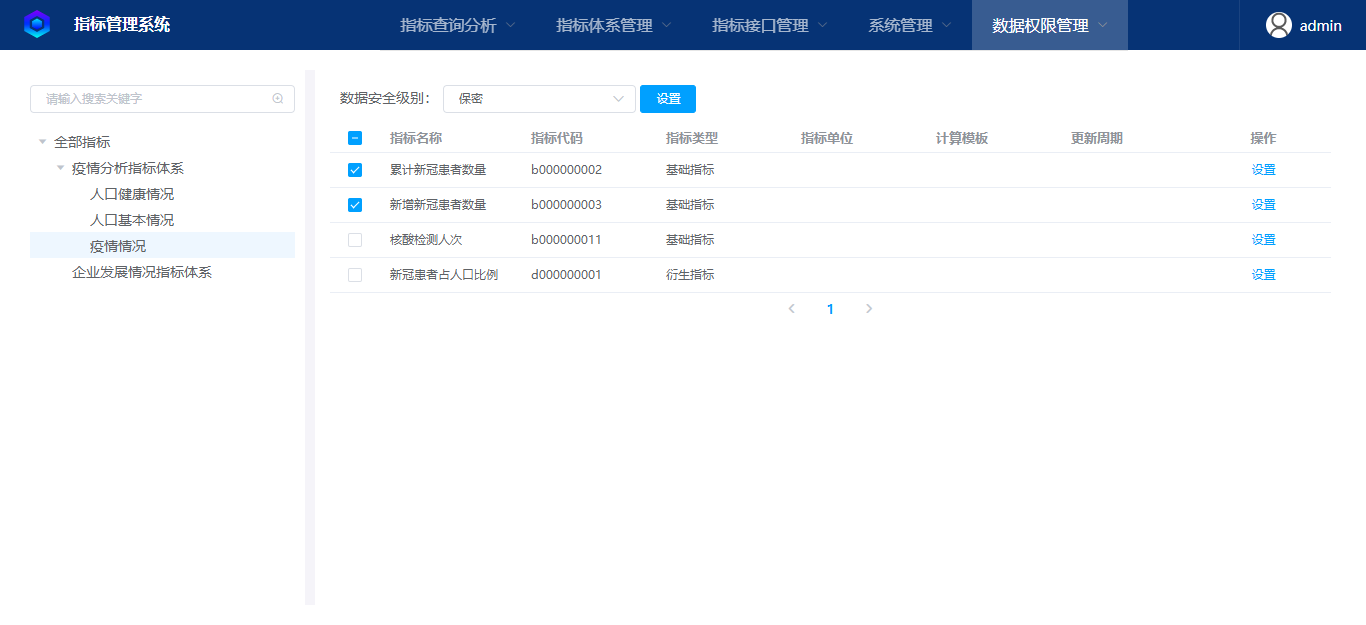 指标管理系统 指标查询分析 指标体系管理 指标接口管理 系统管理 数据权限管理 admin
请输入搜索关键字
全部指标
疫情分析指标体系
人口健康情况
人口基本情况
疫情情况
企业发展情况指标体系
数据安全级别： 保密 设置
指标名称 指标代码 指标类型 指标单位 计算模板 更新周期 操作
累计新冠患者数量 b000000002 基础指标 设置
新增新冠患者数量 b000000003 基础指标 设置
核酸检测人次 b000000011 基础指标 设置
新冠患者占人口比例 d000000001 衍生指标 设置
1